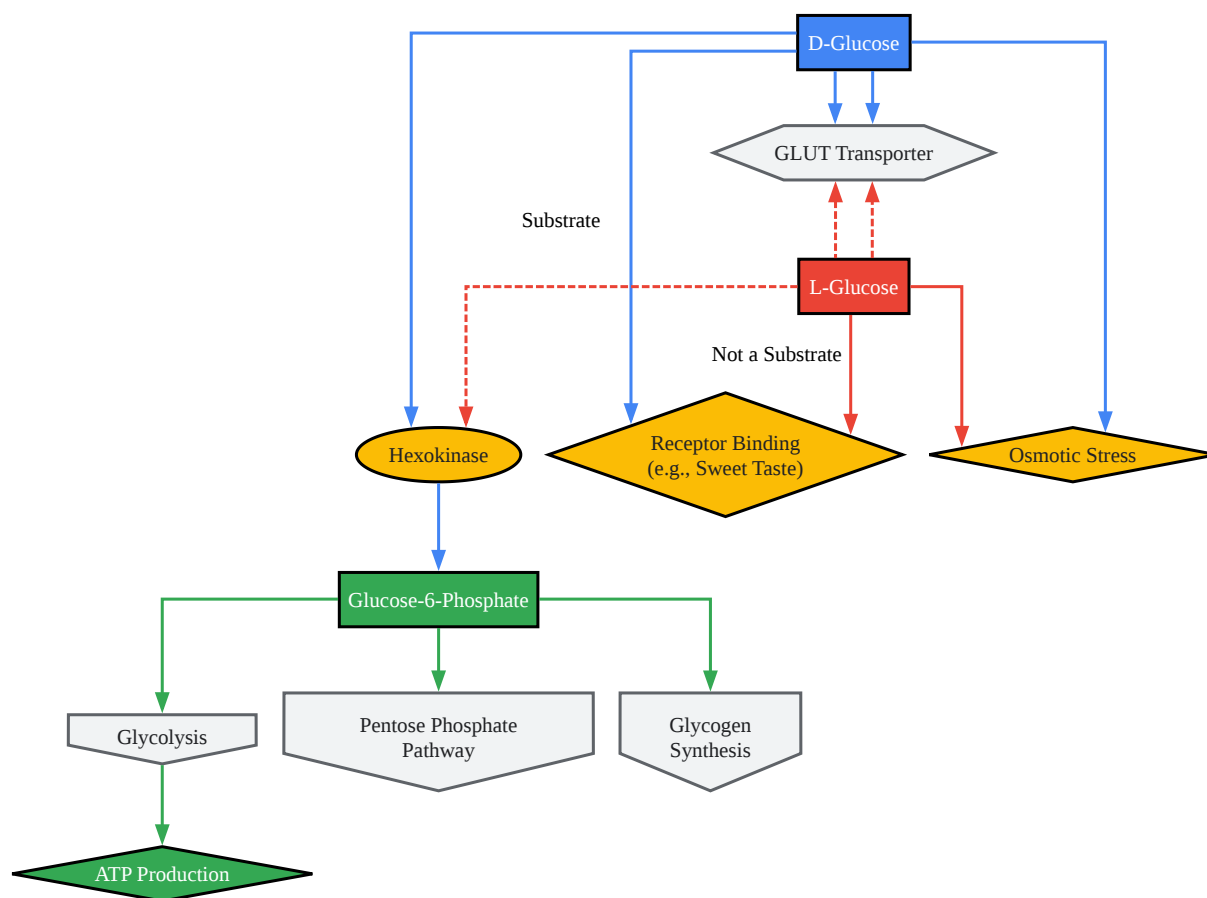 D-Glucose
GLUT Transporter
Substrate
L-Glucose
Not a Substrate
Hexokinase
Receptor Binding
(e.g., Sweet Taste)
Osmotic Stress
Glucose-6-Phosphate
Glycolysis
Pentose Phosphate
Pathway
Glycogen
Synthesis
ATP Production